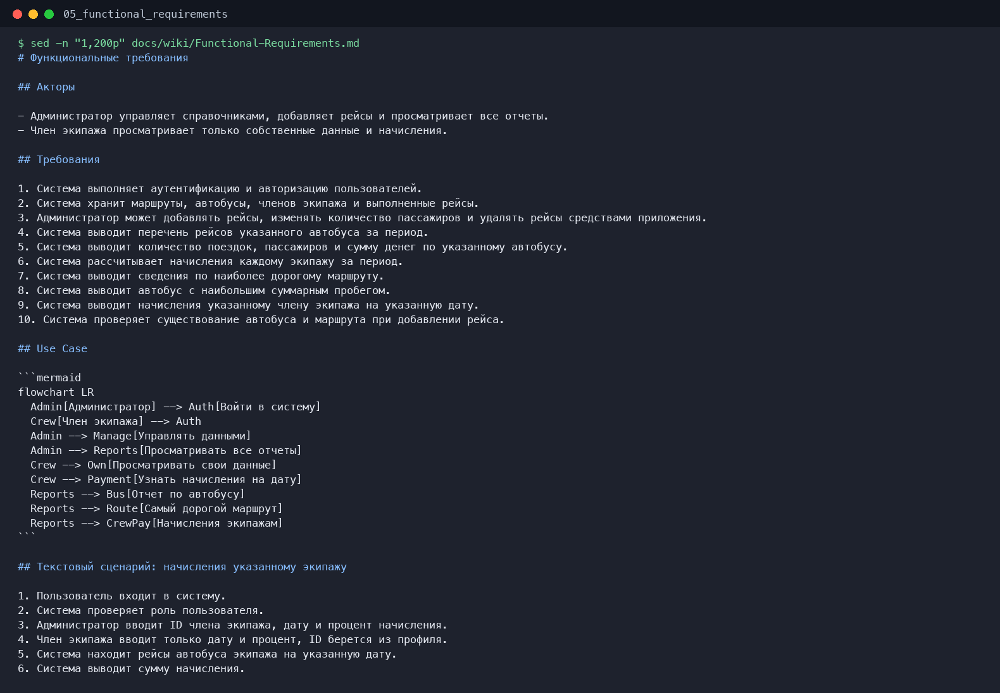 05_functional_requirements
$ sed -n "1,200p" docs/wiki/Functional-Requirements.md
# Функциональные требования
## Акторы
- Администратор управляет справочниками, добавляет рейсы и просматривает все отчеты.
- Член экипажа просматривает только собственные данные и начисления.
## Требования
1. Система выполняет аутентификацию и авторизацию пользователей.
2. Система хранит маршруты, автобусы, членов экипажа и выполненные рейсы.
3. Администратор может добавлять рейсы, изменять количество пассажиров и удалять рейсы средствами приложения.
4. Система выводит перечень рейсов указанного автобуса за период.
5. Система выводит количество поездок, пассажиров и сумму денег по указанному автобусу.
6. Система рассчитывает начисления каждому экипажу за период.
7. Система выводит сведения по наиболее дорогому маршруту.
8. Система выводит автобус с наибольшим суммарным пробегом.
9. Система выводит начисления указанному члену экипажа на указанную дату.
10. Система проверяет существование автобуса и маршрута при добавлении рейса.
## Use Case
```mermaid
flowchart LR
  Admin[Администратор] --> Auth[Войти в систему]
  Crew[Член экипажа] --> Auth
  Admin --> Manage[Управлять данными]
  Admin --> Reports[Просматривать все отчеты]
  Crew --> Own[Просматривать свои данные]
  Crew --> Payment[Узнать начисления на дату]
  Reports --> Bus[Отчет по автобусу]
  Reports --> Route[Самый дорогой маршрут]
  Reports --> CrewPay[Начисления экипажам]
```
## Текстовый сценарий: начисления указанному экипажу
1. Пользователь входит в систему.
2. Система проверяет роль пользователя.
3. Администратор вводит ID члена экипажа, дату и процент начисления.
4. Член экипажа вводит только дату и процент, ID берется из профиля.
5. Система находит рейсы автобуса экипажа на указанную дату.
6. Система выводит сумму начисления.